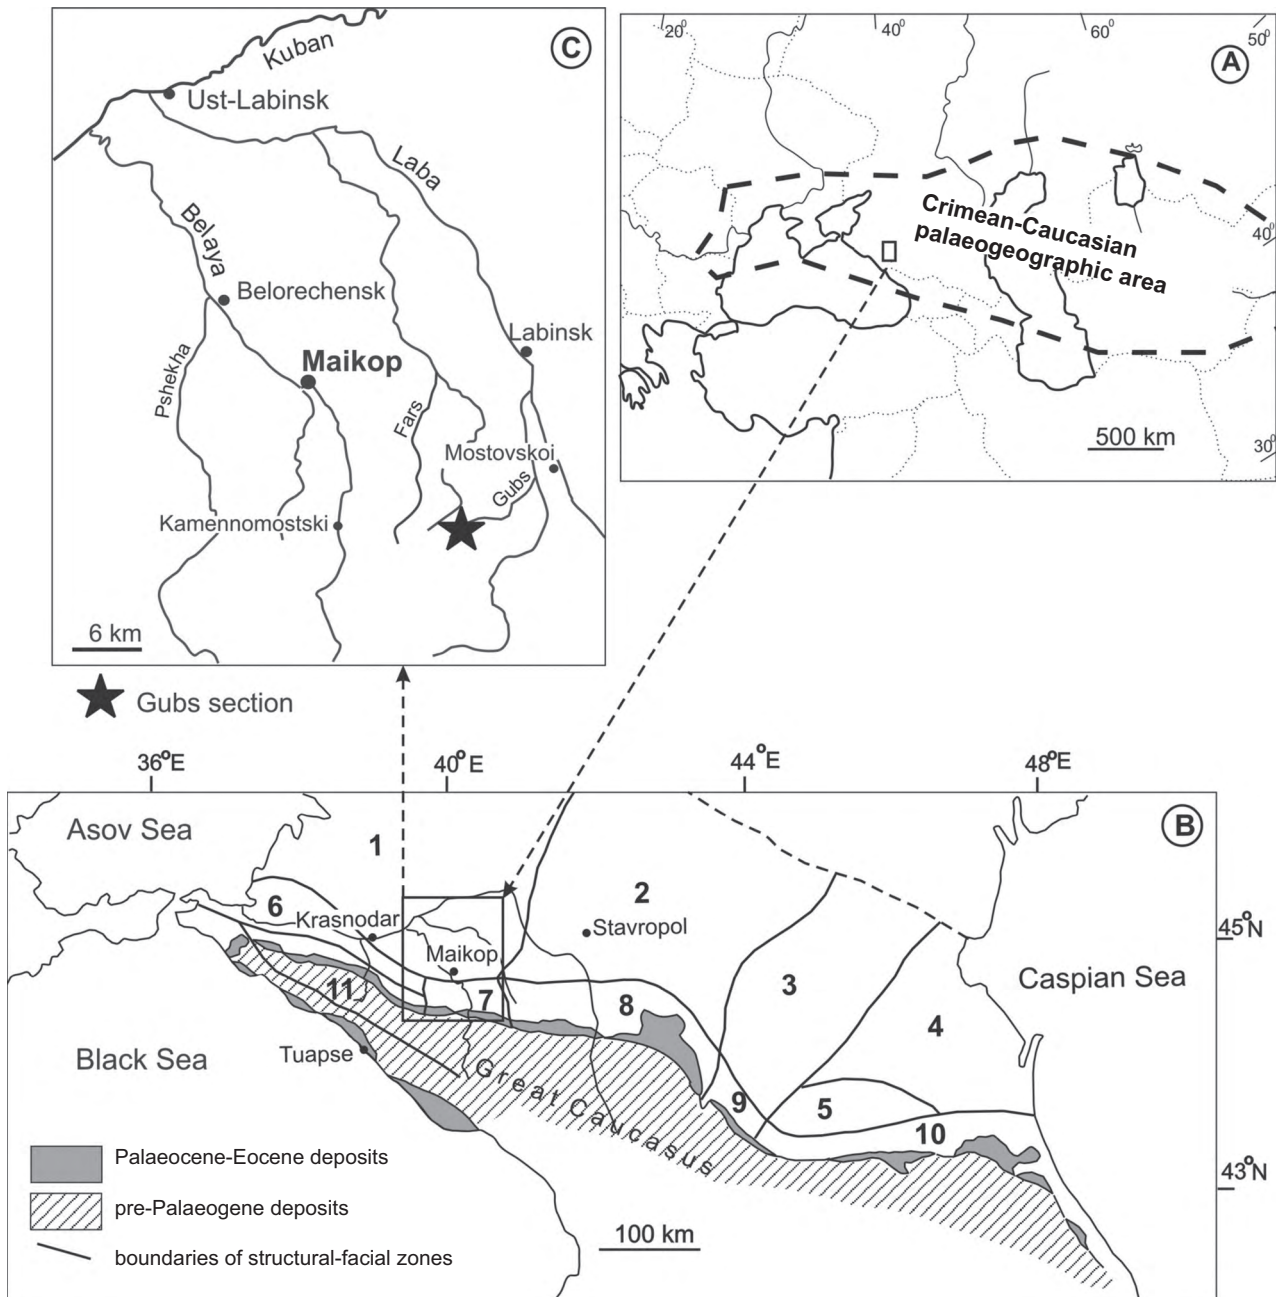 C
Kuban
Ust-Labinsk
Laba
Belaya
Belorechensk
Labinsk
Maikop
Pshekha
Fars
Mostovskoi
Gubs
Kamennomostski
6 km
Gubs section
20°
40°
60°
50°
A
Crimean-Caucasian
palaeogeographic area
40°
500 km
30°
36°E
40°E
44°E
48°E
B
Asov Sea
1
2
6
Krasnodar
Stavropol
45°N
Maikop
3
Caspian Sea
11
7
8
4
Black Sea
Tuapse
Great Caucasus
9
5
10
Palaeocene-Eocene deposits
43°N
pre-Palaeogene deposits
100 km
boundaries of structural-facial zones